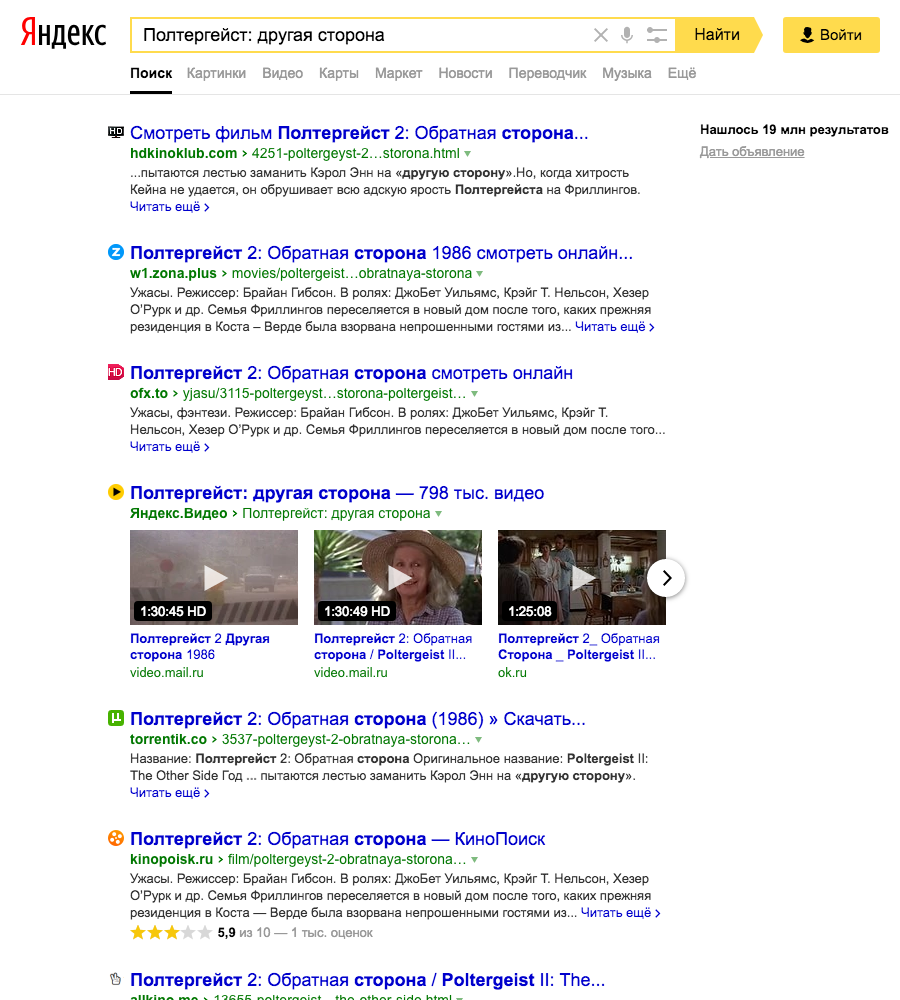 Яндекс
Полтергейст: другая сторона
Найти
Войти
Поиск Картинки Видео Карты Маркет Новости Переводчик Музыка Ещё
Нашлось 19 млн результатов
Дать объявление
HD Смотреть фильм Полтергейст 2: Обратная сторона...
hdkinoklub.com › 4251-poltergeyst-2…storona.html
...пытаются лестью заманить Кэрол Энн на «другую сторону».Но, когда хитрость
Кейна не удается, он обрушивает всю адскую ярость Полтергейста на Фриллингов.
Читать ещё ›
Z Полтергейст 2: Обратная сторона 1986 смотреть онлайн...
w1.zona.plus › movies/poltergeist…obratnaya-storona
Ужасы. Режиссер: Брайан Гибсон. В ролях: ДжоБет Уильямс, Крэйг Т. Нельсон, Хезер
О’Рурк и др. Семья Фриллингов переселяется в новый дом после того, каких прежняя
резиденция в Коста – Верде была взорвана непрошенными гостями из... Читать ещё ›
HD Полтергейст 2: Обратная сторона смотреть онлайн
ofx.to › yjasu/3115-poltergeyst…storona-poltergeist…
Ужасы, фэнтези. Режиссер: Брайан Гибсон. В ролях: ДжоБет Уильямс, Крэйг Т.
Нельсон, Хезер О’Рурк и др. Семья Фриллингов переселяется в новый дом после того...
Читать ещё ›
Полтергейст: другая сторона — 798 тыс. видео
Яндекс.Видео › Полтергейст: другая сторона
1:30:45 HD
1:30:49 HD
1:25:08
Полтергейст 2 Другая
сторона 1986
video.mail.ru
Полтергейст 2: Обратная
сторона / Poltergeist II...
video.mail.ru
Полтергейст 2_ Обратная
Сторона _ Poltergeist II...
ok.ru
µ Полтергейст 2: Обратная сторона (1986) » Скачать...
torrentik.co › 3537-poltergeyst-2-obratnaya-storona…
Название: Полтергейст 2: Обратная сторона Оригинальное название: Poltergeist II:
The Other Side Год ... пытаются лестью заманить Кэрол Энн на «другую сторону».
Читать ещё ›
Полтергейст 2: Обратная сторона — КиноПоиск
kinopoisk.ru › film/poltergeyst-2-obratnaya-storona…
Ужасы. Режиссер: Брайан Гибсон. В ролях: ДжоБет Уильямс, Крэйг Т. Нельсон, Хезер
О’Рурк и др. Семья Фриллингов переселяется в новый дом после того, каких прежняя
резиденция в Коста — Верде была взорвана непрошенными гостями из... Читать ещё ›
5,9 из 10 — 1 тыс. оценок
Полтергейст 2: Обратная сторона / Poltergeist II: The...
allkino.me › 13655-poltergeist…the-other-side.html